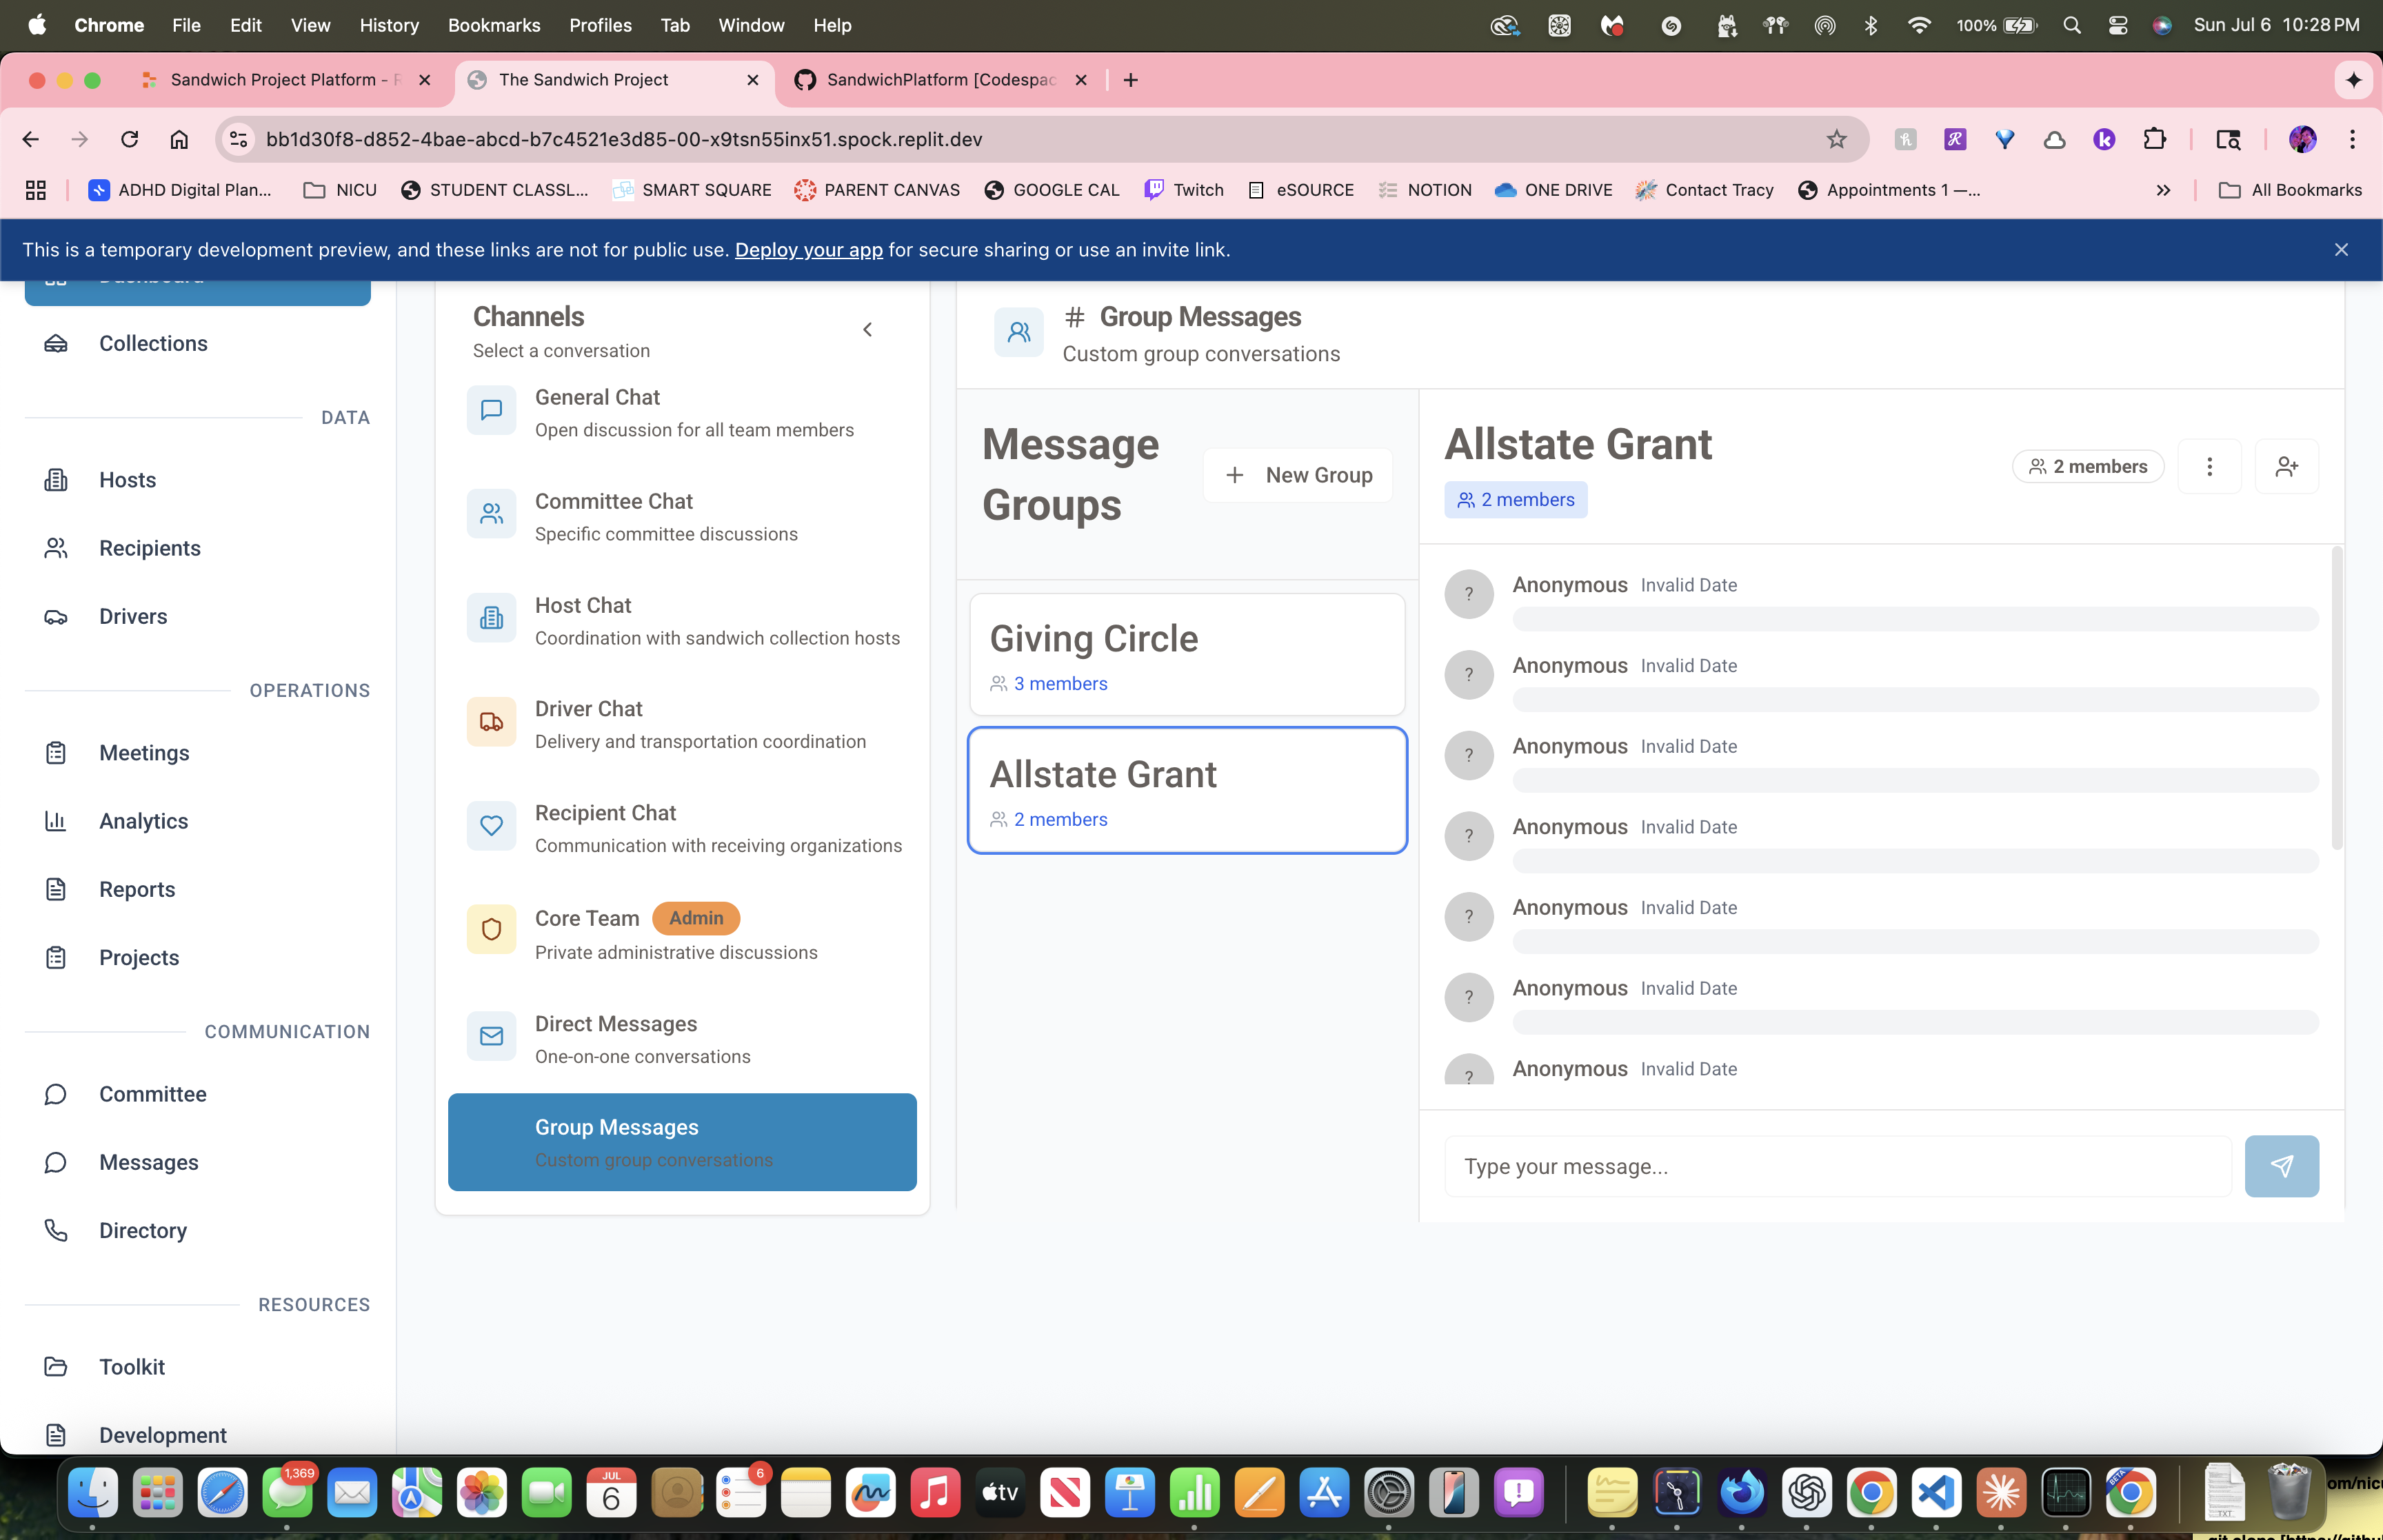 Chrome File Edit View History Bookmarks Profiles Tab Window Help
100% Sun Jul 6 10:28 PM
Sandwich Project Platform - R
The Sandwich Project
SandwichPlatform [Codespac
bb1d30f8-d852-4bae-abcd-b7c4521e3d85-00-x9tsn55inx51.spock.replit.dev
ADHD Digital Plan... NICU STUDENT CLASSL... SMART SQUARE PARENT CANVAS GOOGLE CAL Twitch eSOURCE NOTION ONE DRIVE Contact Tracy Appointments 1 —... » All Bookmarks
This is a temporary development preview, and these links are not for public use. Deploy your app for secure sharing or use an invite link.
Dashboard
Collections
DATA
Hosts
Recipients
Drivers
OPERATIONS
Meetings
Analytics
Reports
Projects
COMMUNICATION
Committee
Messages
Directory
RESOURCES
Toolkit
Development
Channels
Select a conversation
General Chat
Open discussion for all team members
Committee Chat
Specific committee discussions
Host Chat
Coordination with sandwich collection hosts
Driver Chat
Delivery and transportation coordination
Recipient Chat
Communication with receiving organizations
Core Team Admin
Private administrative discussions
Direct Messages
One-on-one conversations
Group Messages
Custom group conversations
# Group Messages
Custom group conversations
Message
Groups
+ New Group
Giving Circle
3 members
Allstate Grant
2 members
Allstate Grant
2 members
2 members
? Anonymous Invalid Date
? Anonymous Invalid Date
? Anonymous Invalid Date
? Anonymous Invalid Date
? Anonymous Invalid Date
? Anonymous Invalid Date
? Anonymous Invalid Date
Type your message...
1,369
JUL
6
6
tv
BETA
TXT
om/nicu